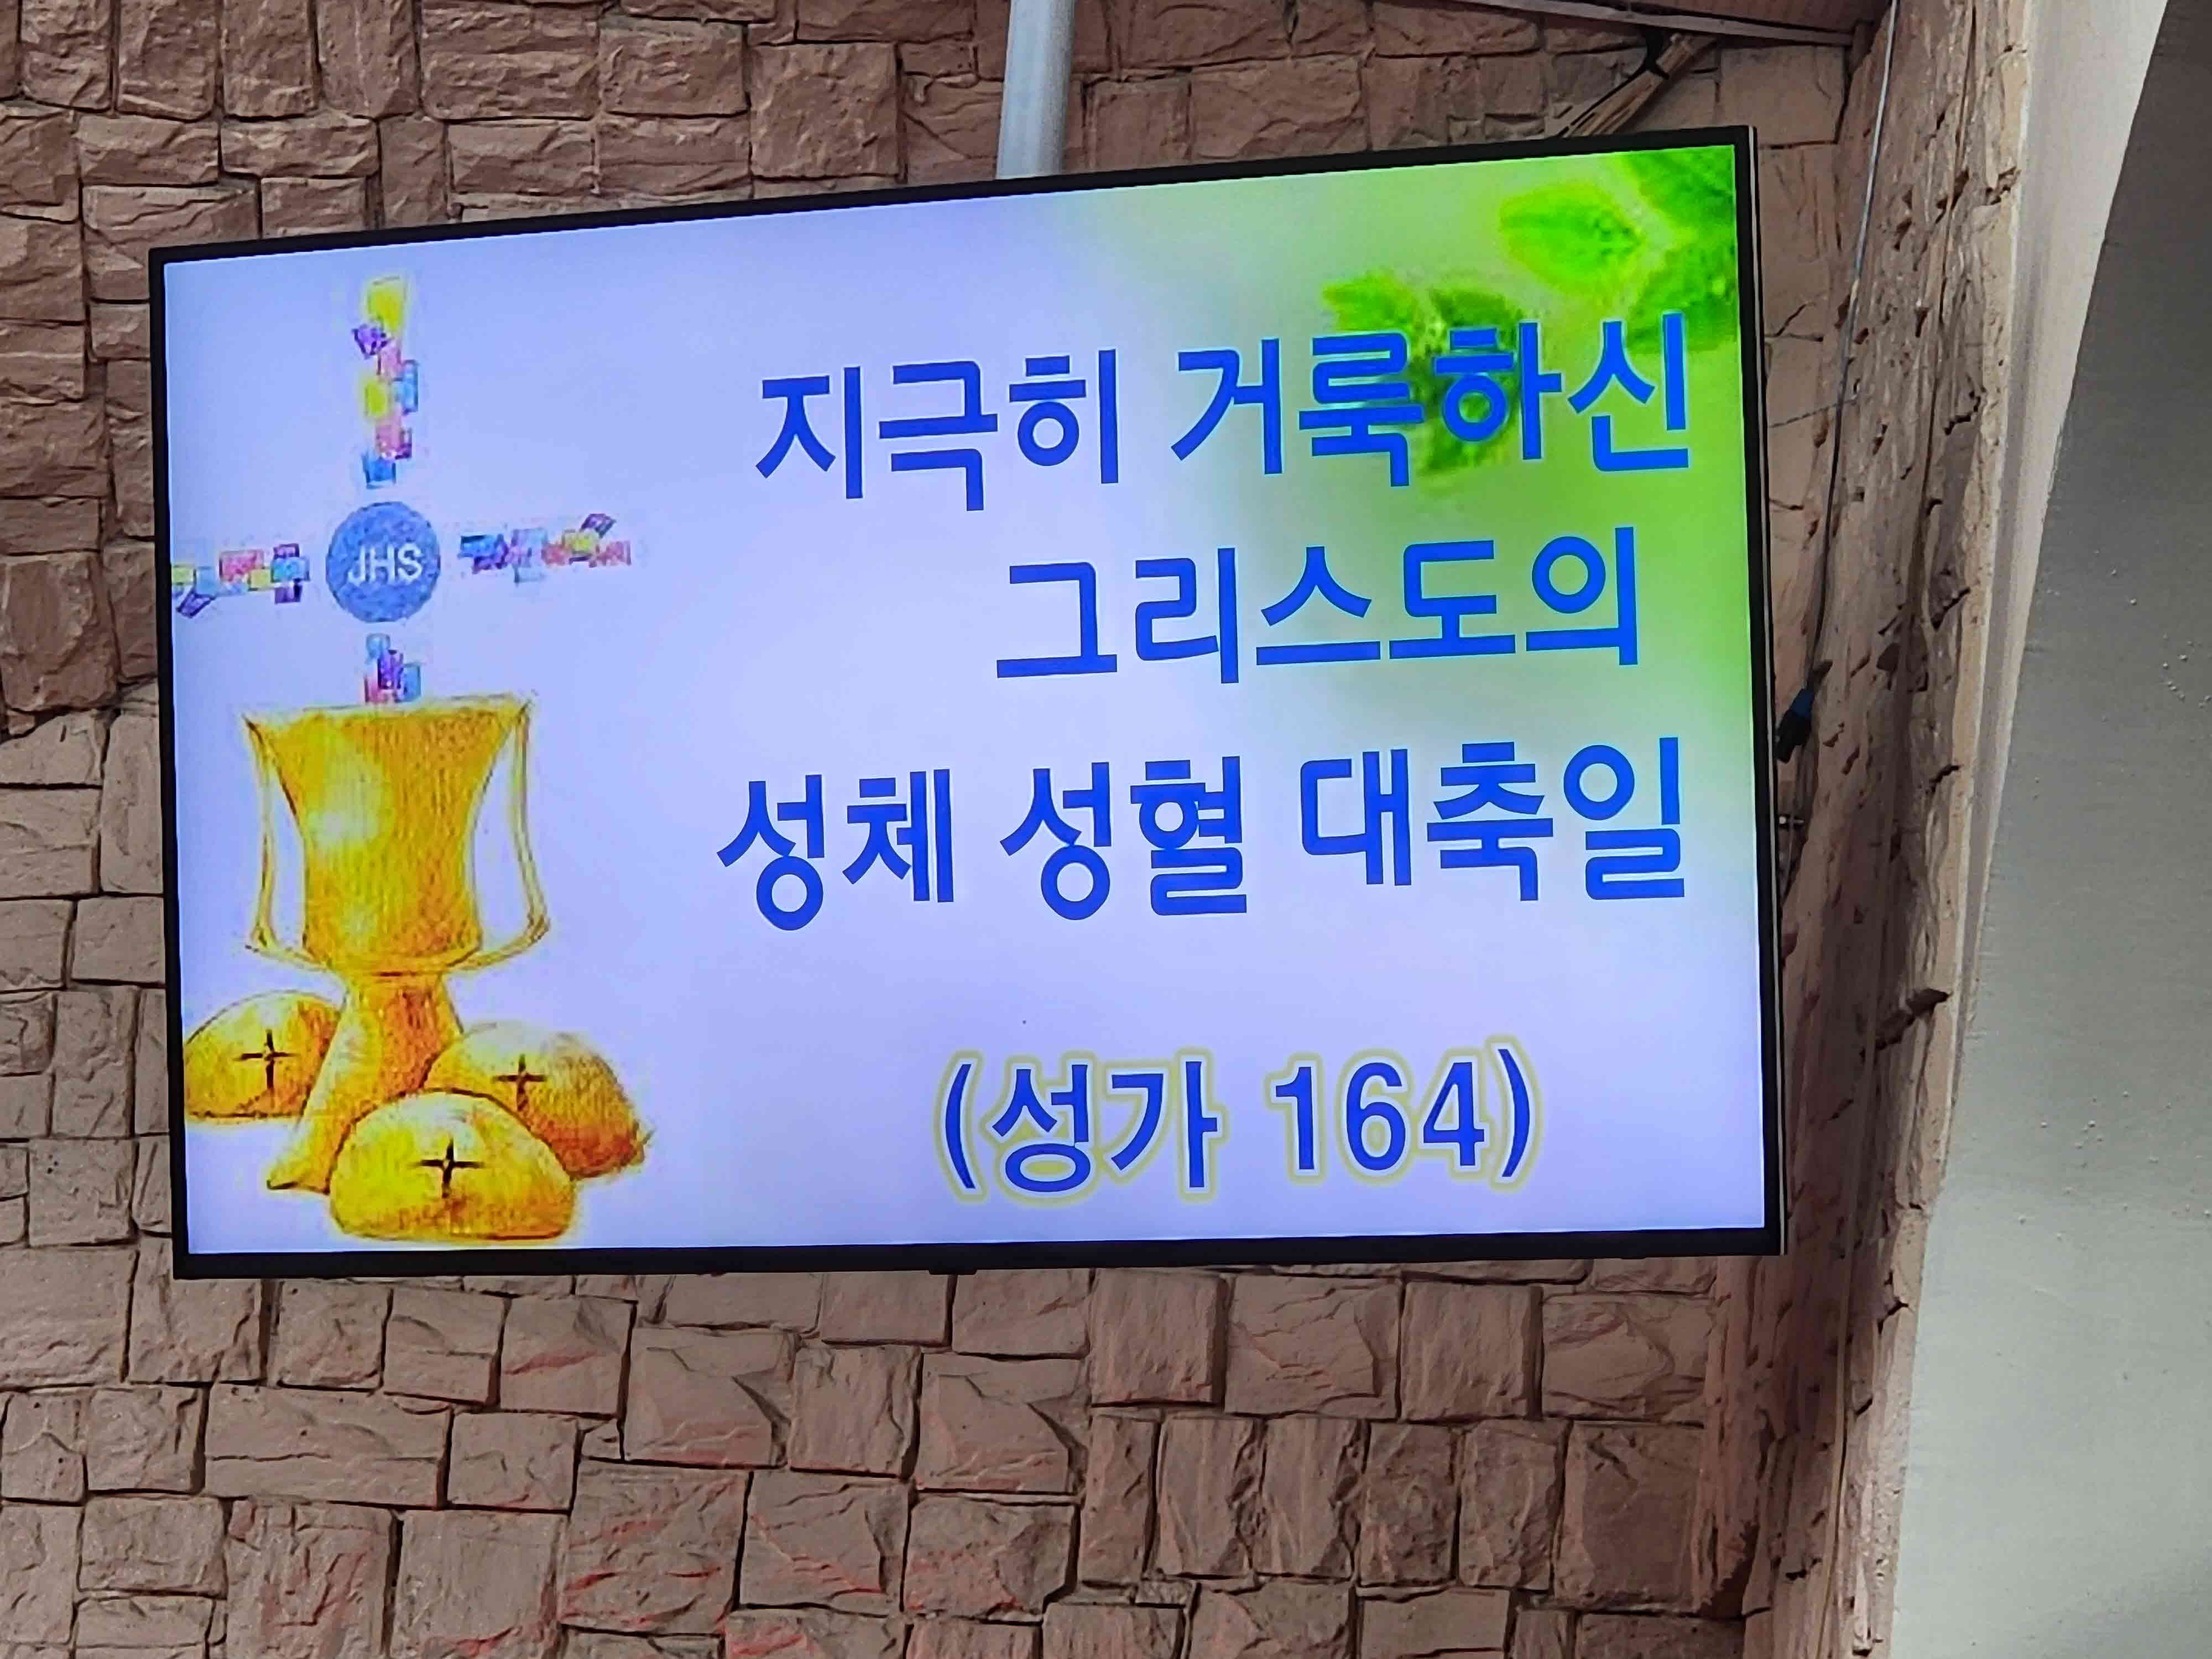 지극히 거룩하신
그리스도의
성체 성혈 대축일
(성가 164)
JHS